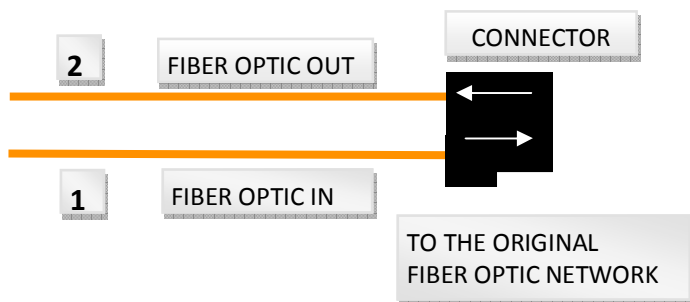 CONNECTOR
2
FIBER OPTIC OUT
1
FIBER OPTIC IN
TO THE ORIGINAL
FIBER OPTIC NETWORK